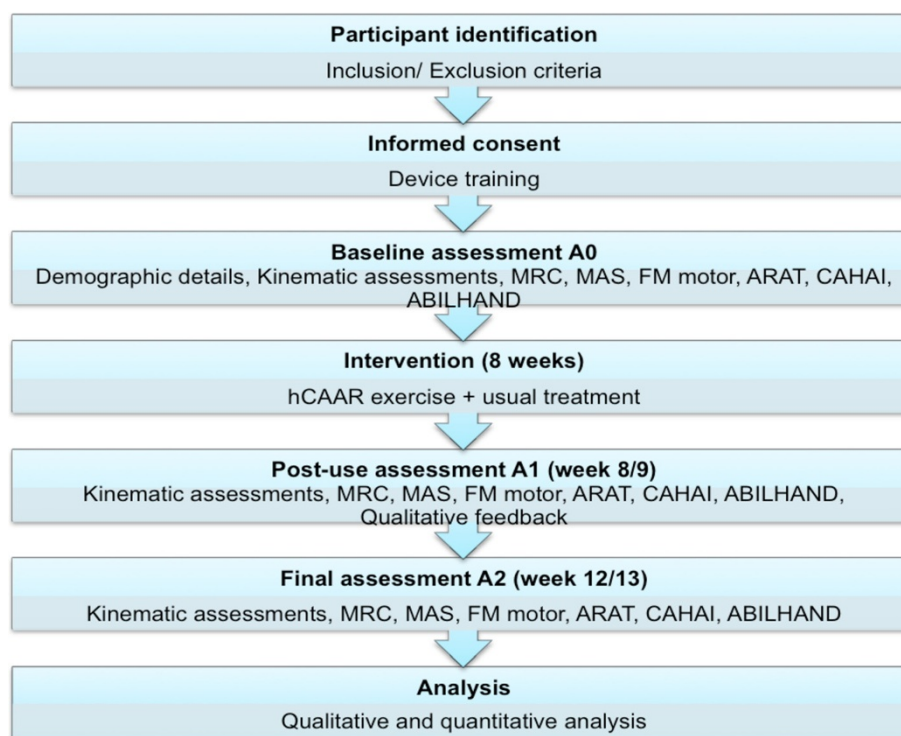 Participant identification
Inclusion/ Exclusion criteria
Informed consent
Device training
Baseline assessment A0
Demographic details, Kinematic assessments, MRC, MAS, FM motor, ARAT, CAHAI,
ABILHAND
Intervention (8 weeks)
hCAAR exercise + usual treatment
Post-use assessment A1 (week 8/9)
Kinematic assessments, MRC, MAS, FM motor, ARAT, CAHAI, ABILHAND,
Qualitative feedback
Final assessment A2 (week 12/13)
Kinematic assessments, MRC, MAS, FM motor, ARAT, CAHAI, ABILHAND
Analysis
Qualitative and quantitative analysis